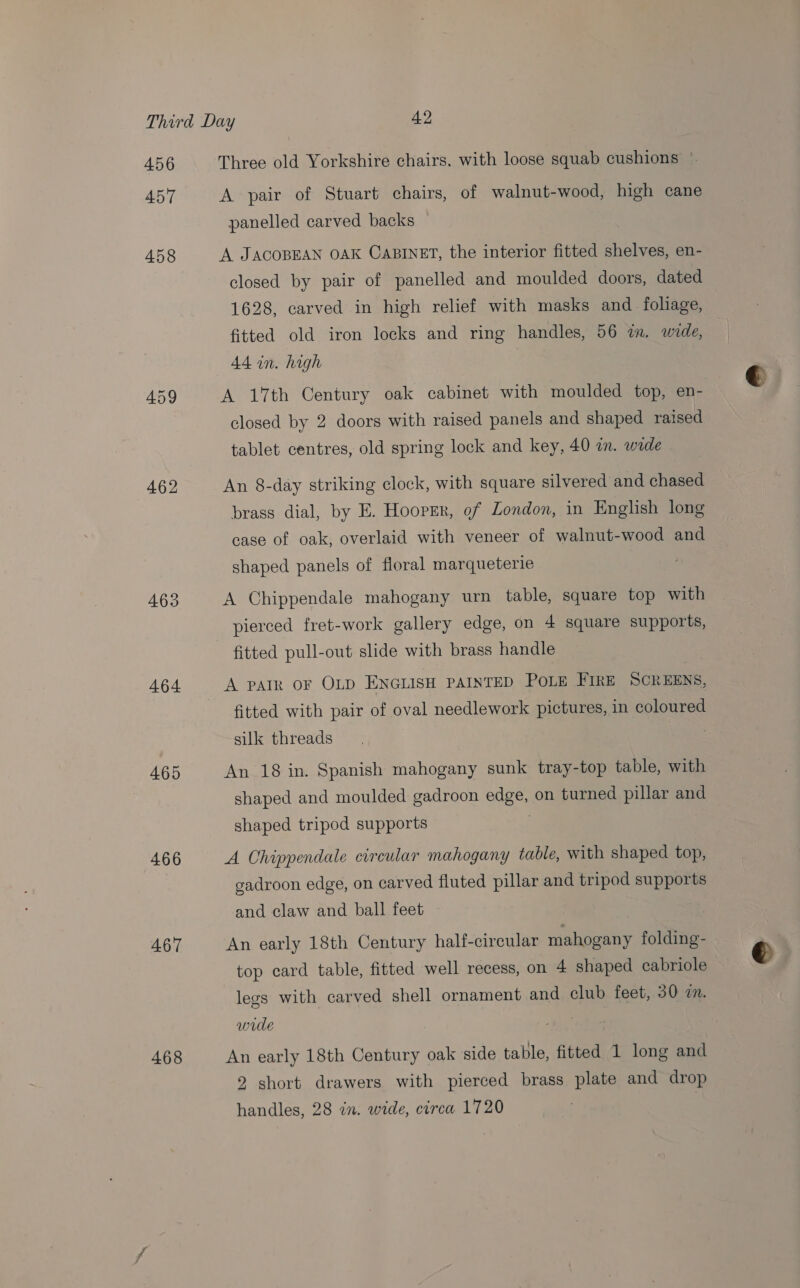 Third Day 42
456 Three old Yorkshire chairs, with loose squab cushions
457 A pair of Stuart chairs, of walnut-wood, high cane
panelled carved backs
458 A JACOBEAN OAK CABINET, the interior fitted shelves, en-
closed by pair of panelled and moulded doors, dated
1628, carved in high relief with masks and foliage,
fitted old iron locks and ring handles, 56 in. wide,
44 in. high
459 A 17th Century oak cabinet with moulded top, en-
closed by 2 doors with raised panels and shaped raised
tablet centres, old spring lock and key, 40 in. wide
462 An 8-day striking clock, with square silvered and chased
brass dial, by E. HOOPER, of London, in English long
case of oak, overlaid with veneer of walnut-wood and
shaped panels of floral marqueterie
463 A Chippendale mahogany urn table, square top with
pierced fret-work gallery edge, on 4 square supports,
fitted pull-out slide with brass handle
464 A PAIR OF OLD ENGLISH PAINTED POLE FIRE SCREENS,
fitted with pair of oval needlework pictures, in coloured
silk threads
465 An 18 in. Spanish mahogany sunk tray-top table, with
shaped and moulded gadroon edge, on turned pillar and
shaped tripod supports
466 A Chippendale circular mahogany table, with shaped top,
gadroon edge, on carved fluted pillar and tripod supports
and claw and ball feet
467 An early 18th Century half-circular mahogany folding-
top card table, fitted well recess, on 4 shaped cabriole
legs with carved shell ornament and club feet, 30 in.
wide
468 An early 18th Century oak side table, fitted 1 long and
2 short drawers with pierced brass plate and drop
handles, 28 in. wide, circa 1720